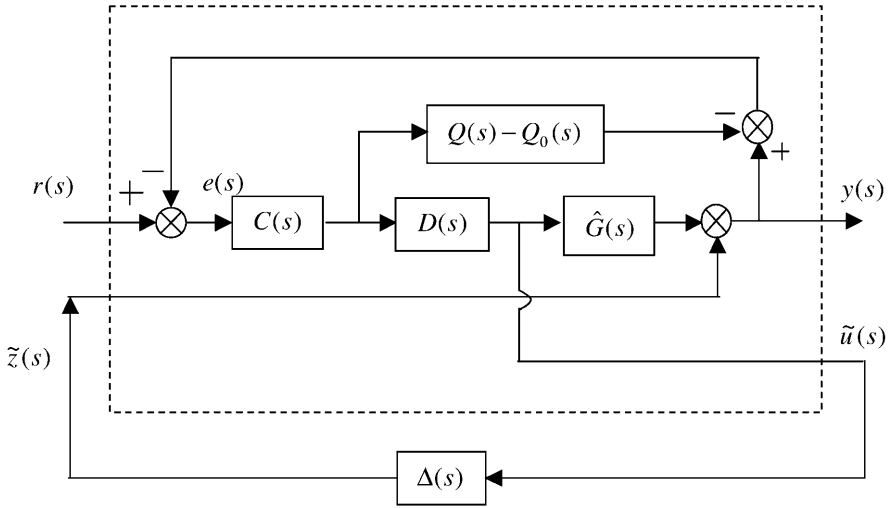 −
Q(s) − Q₀(s)
+
r(s)
+ −
e(s)
y(s)
C(s)
D(s)
Ĝ(s)
z̃(s)
ũ(s)
Δ(s)